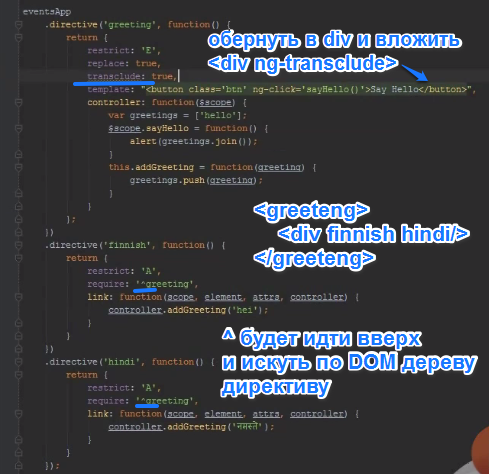 eventsApp
.directive('greeting', function() {
return {
restrict: 'E',
replace: true,
transclude: true,
template: "<button class='btn' ng-click='sayHello()'>Say Hello</button>",
controller: function($scope) {
var greetings = ['hello'];
$scope.sayHello = function() {
alert(greetings.join());
}
this.addGreeting = function(greeting) {
greetings.push(greeting);
}
}
};
})
.directive('finnish', function() {
return {
restrict: 'A',
require: '^greeting',
link: function(scope, element, attrs, controller) {
controller.addGreeting('hei');
}
}
})
.directive('hindi', function() {
return {
restrict: 'A',
require: '^greeting',
link: function(scope, element, attrs, controller) {
controller.addGreeting('नमस्ते');
}
}
});
обернуть в div и вложить
<div ng-transclude>
<greeteng>
<div finnish hindi/>
</greeteng>
^ будет идти вверх
и искуть по DOM дереву
директиву